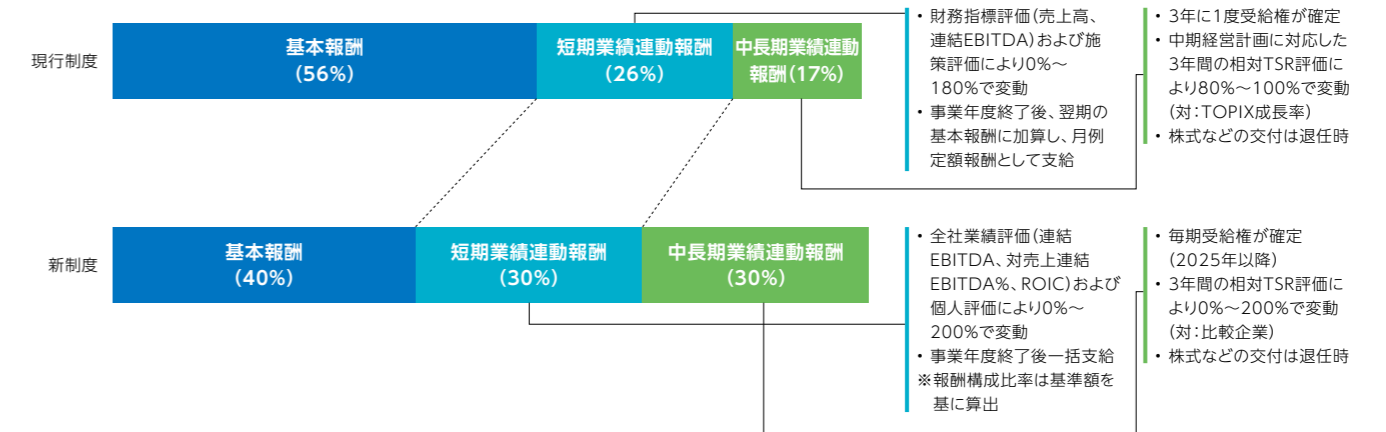 現行制度
基本報酬
(56%)
短期業績連動報酬
(26%)
中長期業績連動
報酬(17%)
・ 財務指標評価(売上高、
連結EBITDA)および施
策評価により0%～
180%で変動
・ 事業年度終了後、翌期の
基本報酬に加算し、月例
定額報酬として支給
・ 3年に1度受給権が確定
・ 中期経営計画に対応した
3年間の相対TSR評価に
より80%～100%で変動
(対：TOPIX成長率)
・ 株式などの交付は退任時
新制度
基本報酬
(40%)
短期業績連動報酬
(30%)
中長期業績連動報酬
(30%)
・ 全社業績評価(連結
EBITDA、対売上連結
EBITDA%、ROIC)および
個人評価により0%～
200%で変動
・ 事業年度終了後一括支給
※報酬構成比率は基準額を
基に算出
・ 毎期受給権が確定
(2025年以降)
・ 3年間の相対TSR評価に
より0%～200%で変動
(対：比較企業)
・ 株式などの交付は退任時